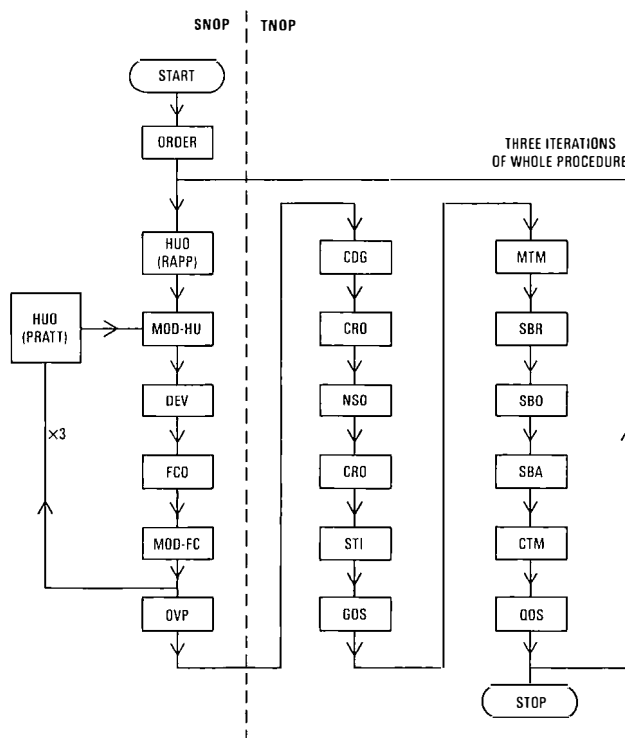 SNOP
TNOP
START
ORDER
THREE ITERATIONS
OF WHOLE PROCEDURE
HUO
(RAPP)
HUO
(PRATT)
MOD-HU
DEV
×3
FCO
MOD-FC
OVP
CDG
CRO
NSO
CRO
STI
GOS
MTM
SBR
SBO
SBA
CTM
QOS
STOP